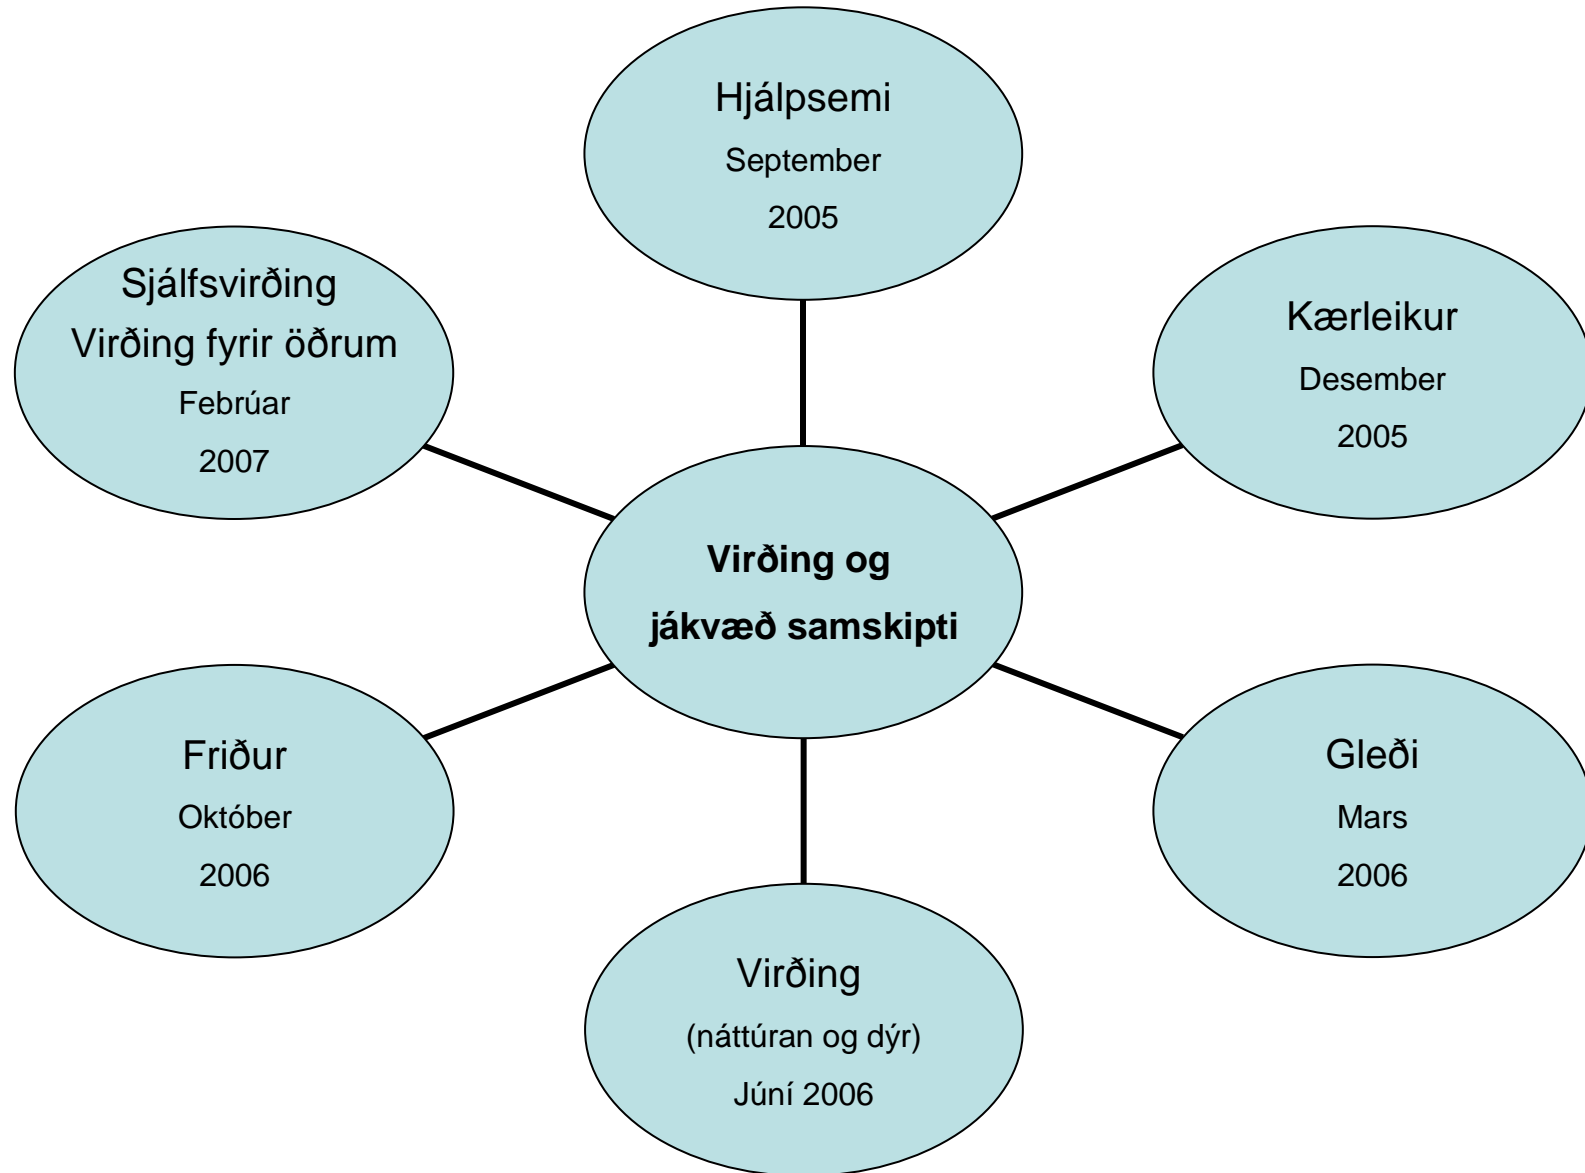 Hjálpsemi
September
2005
Kærleikur
Desember
2005
Gleði
Mars
2006
Virðing
(náttúran og dýr)
Júní 2006
Friður
Október
2006
Sjálfsvirðing
Virðing fyrir öðrum
Febrúar
2007
Virðing og
jákvæð samskipti